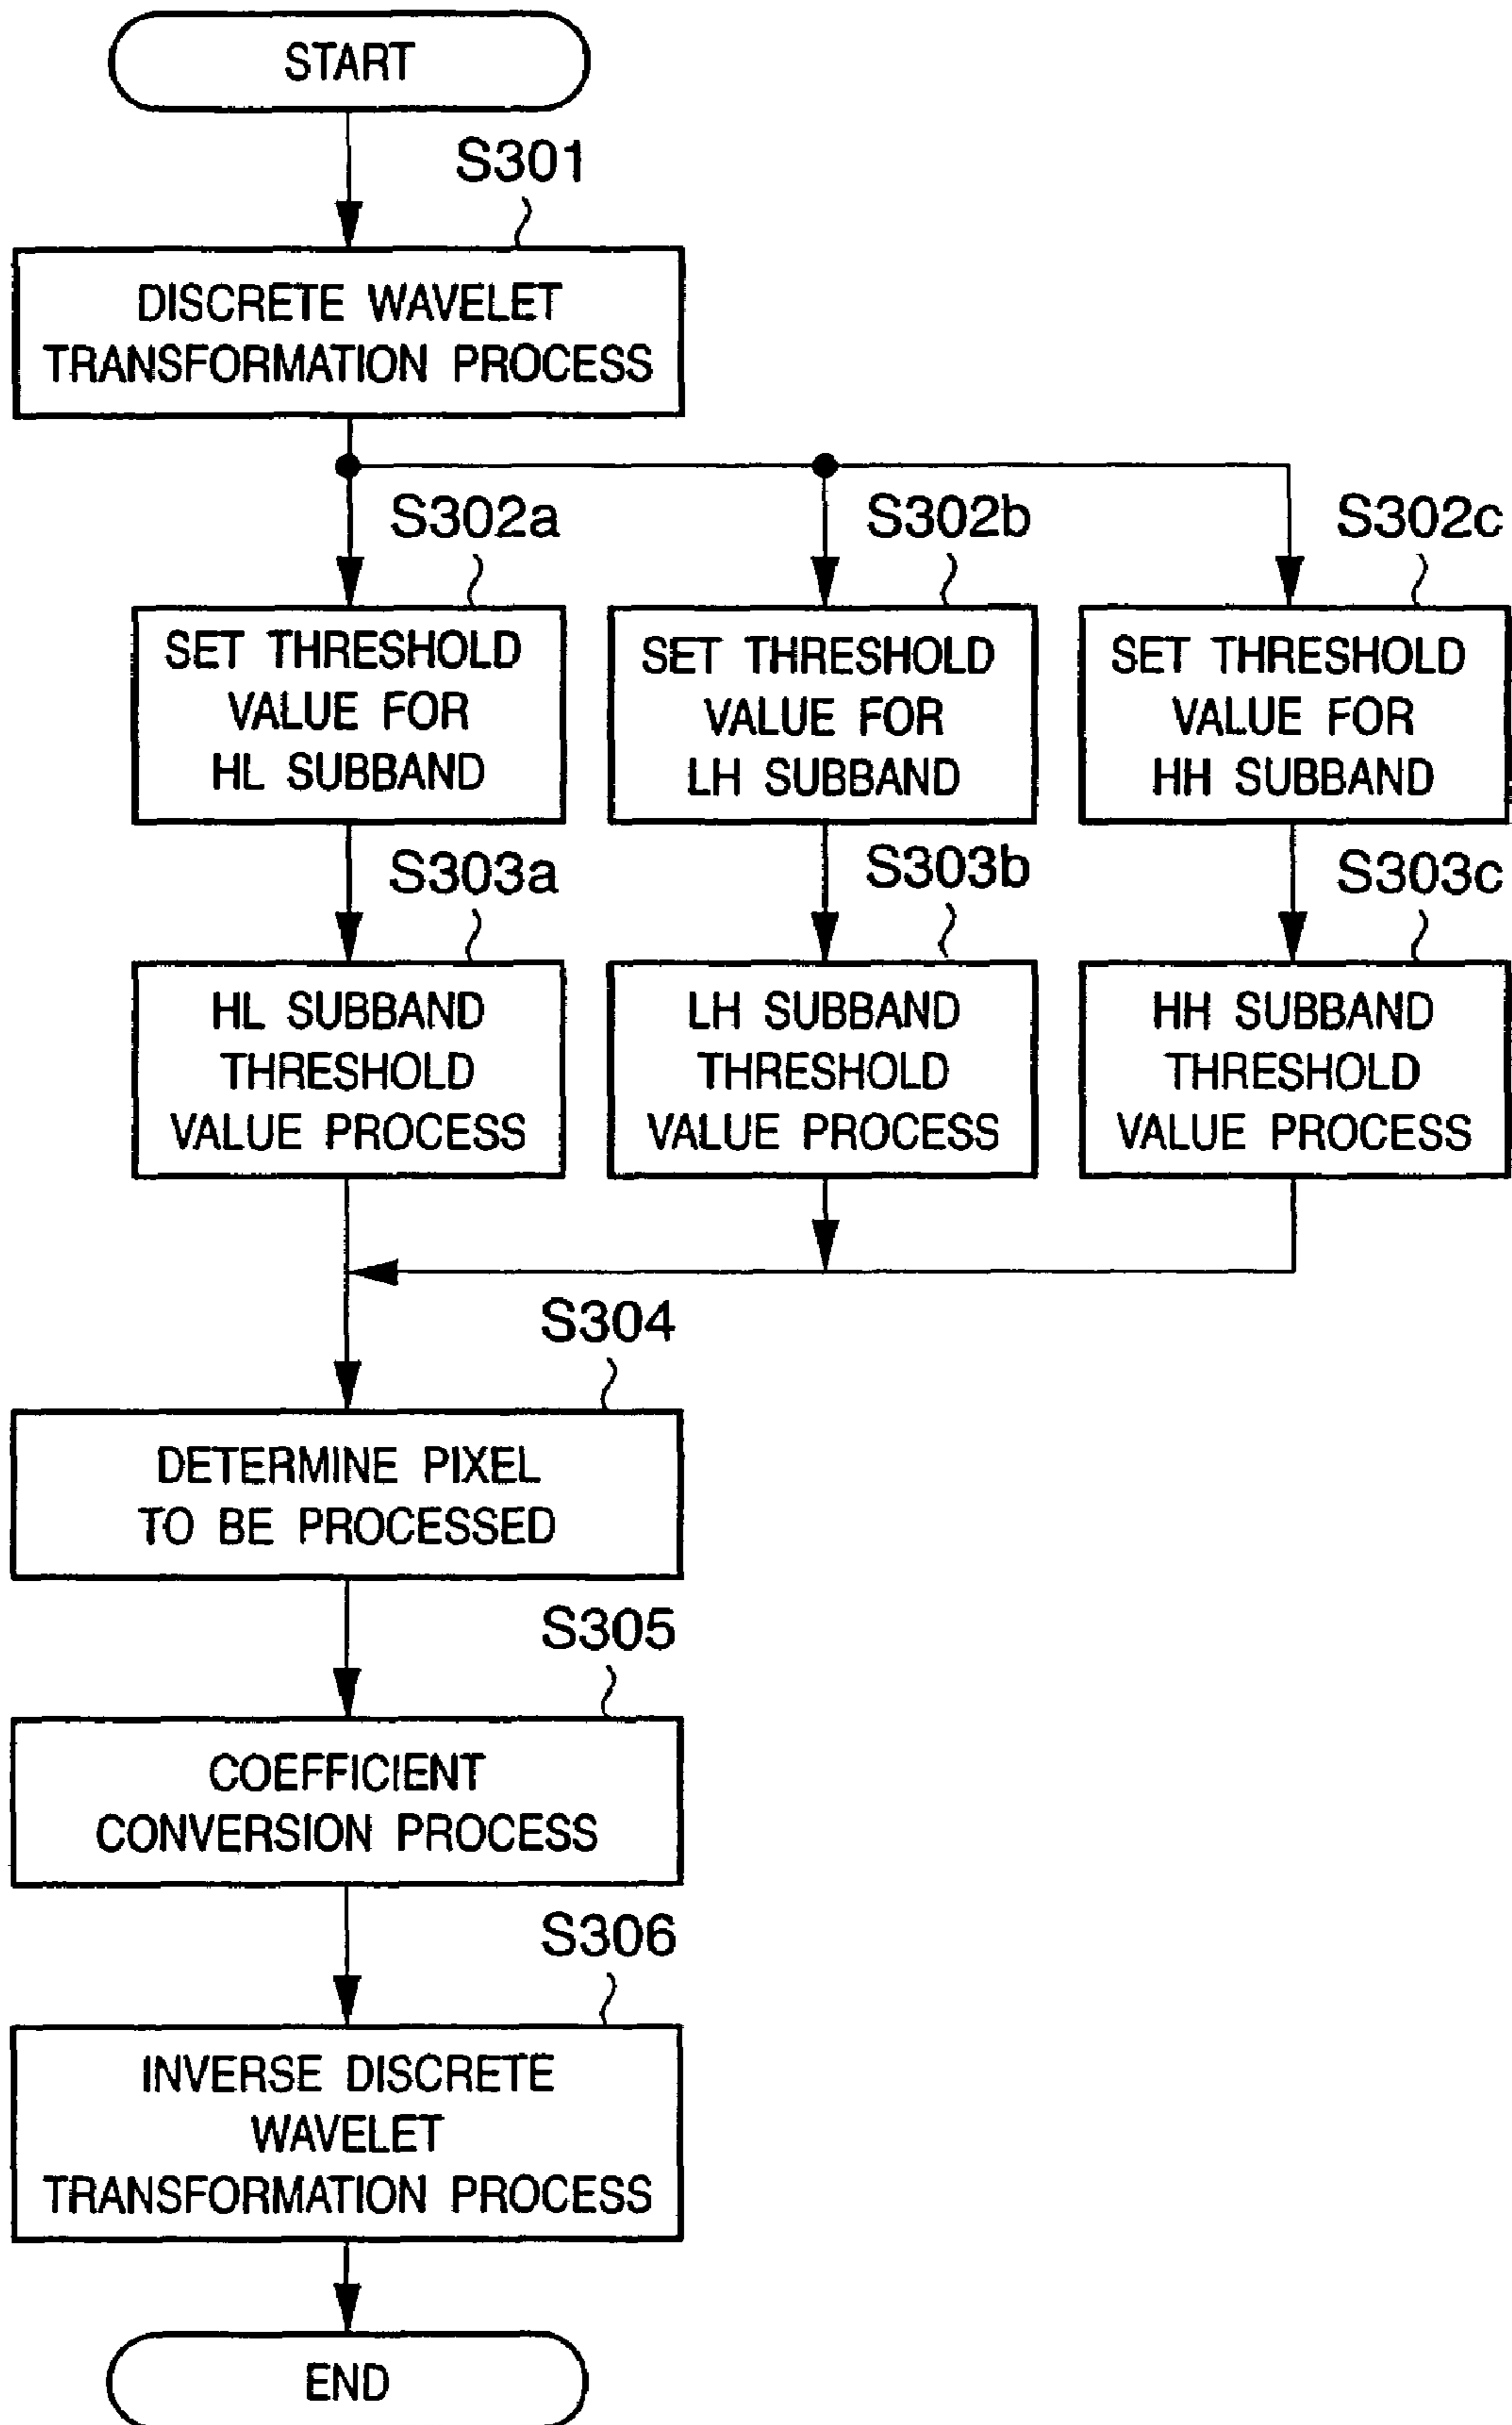 START
S301
DISCRETE WAVELET
TRANSFORMATION PROCESS
S302a
SET THRESHOLD
VALUE FOR
HL SUBBAND
S302b
SET THRESHOLD
VALUE FOR
LH SUBBAND
S302c
SET THRESHOLD
VALUE FOR
HH SUBBAND
S303a
HL SUBBAND
THRESHOLD
VALUE PROCESS
S303b
LH SUBBAND
THRESHOLD
VALUE PROCESS
S303c
HH SUBBAND
THRESHOLD
VALUE PROCESS
S304
DETERMINE PIXEL
TO BE PROCESSED
S305
COEFFICIENT
CONVERSION PROCESS
S306
INVERSE DISCRETE
WAVELET
TRANSFORMATION PROCESS
END